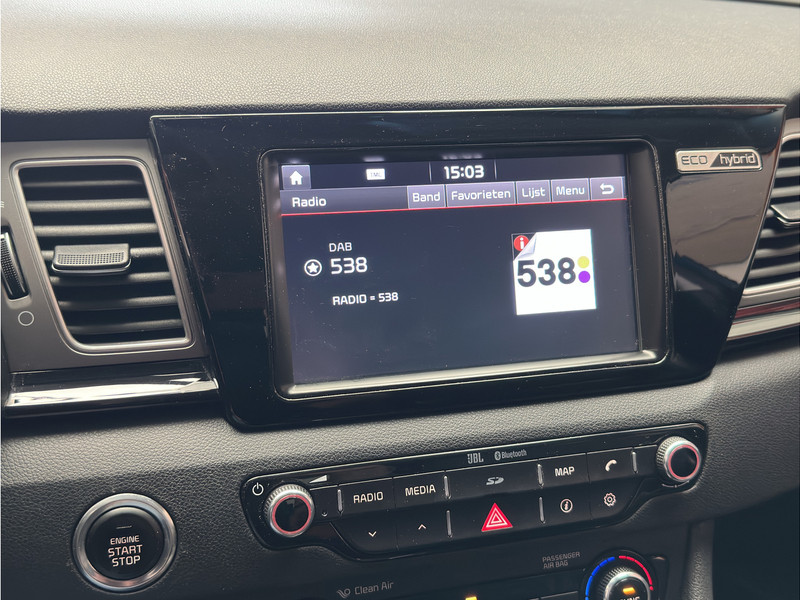 ECO hybrid
TMC 15:03
Radio Band Favorieten Lijst Menu
DAB
538
RADIO = 538
i
538
JBL Bluetooth
RADIO MEDIA SD MAP
i
ENGINE
START
STOP
PASSENGER
AIR BAG
Clean Air